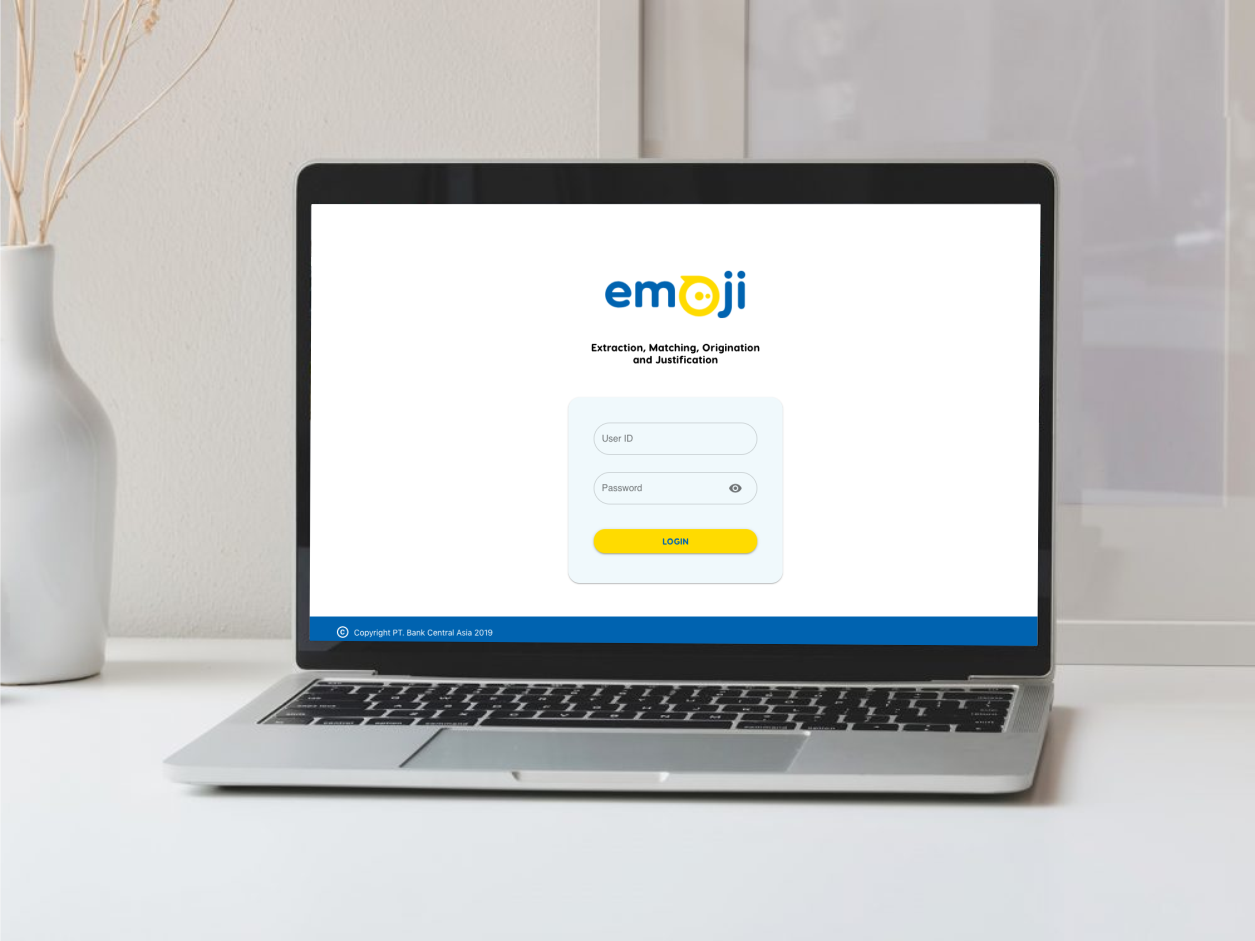 emoji
Extraction, Matching, Origination
and Justification
User ID
Password
LOGIN
© Copyright PT. Bank Central Asia 2019